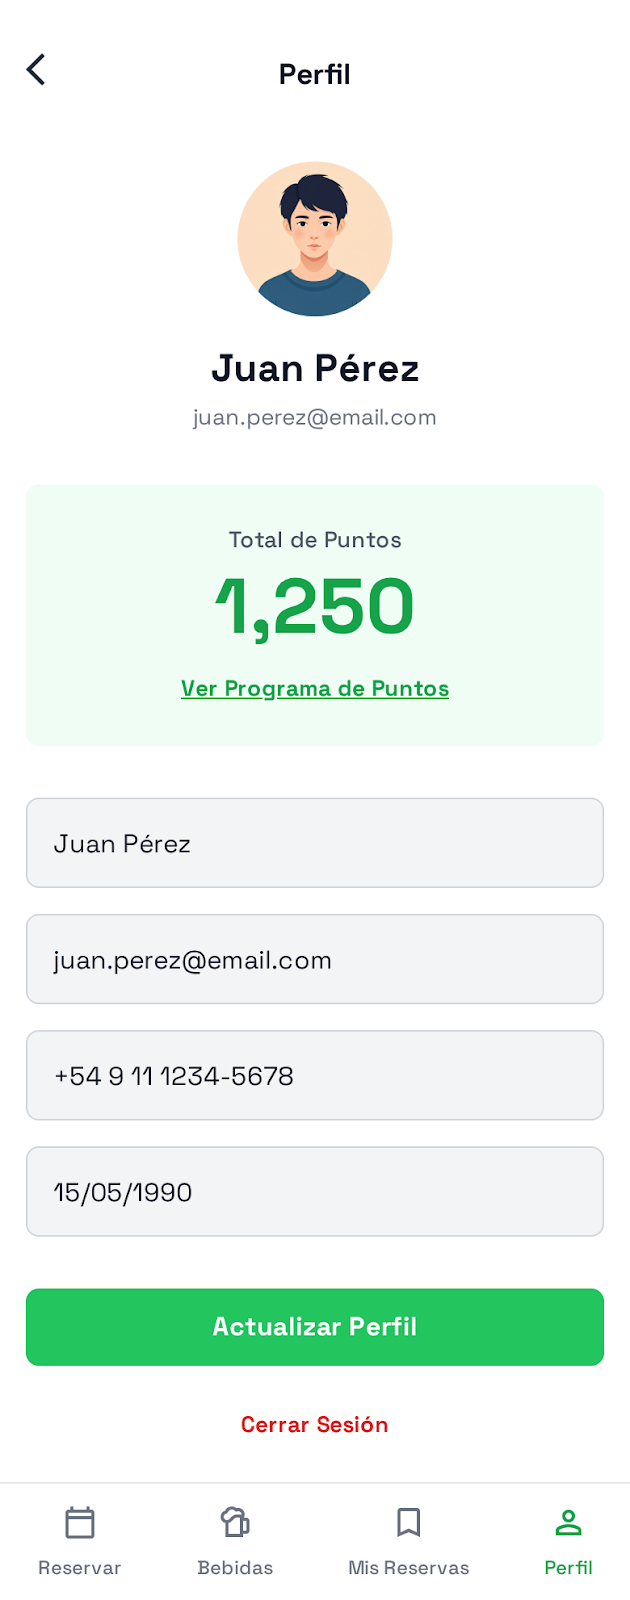 Perfil
Juan Pérez
juan.perez@email.com
Total de Puntos
1,250
Ver Programa de Puntos
Juan Pérez
juan.perez@email.com
+54 9 11 1234-5678
15/05/1990
Actualizar Perfil
Cerrar Sesión
Reservar Bebidas Mis Reservas Perfil